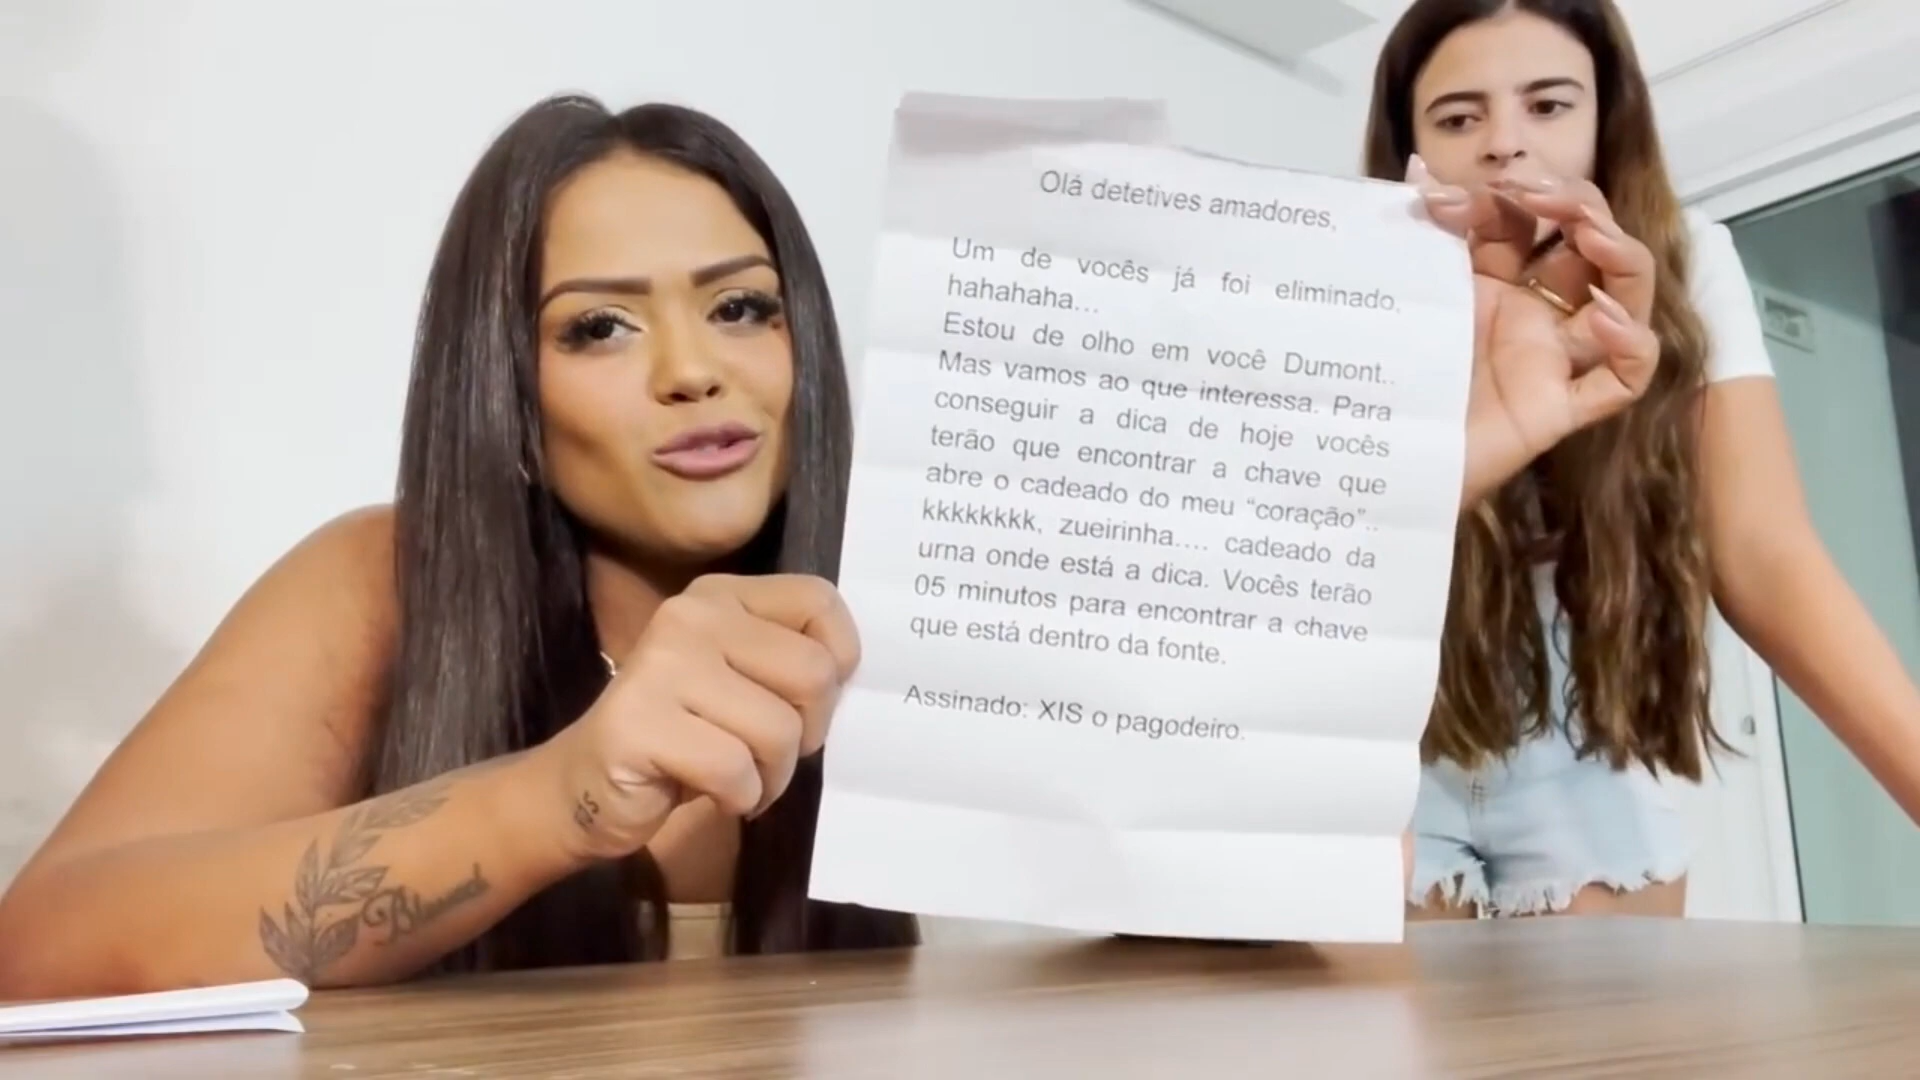 Olá detetives amadores,
Um de vocês já foi eliminado.
hahahaha...
Estou de olho em você Dumont..
Mas vamos ao que interessa. Para
conseguir a dica de hoje vocês
terão que encontrar a chave que
abre o cadeado do meu “coração”..
kkkkkkkk, zueirinha.... cadeado da
urna onde está a dica. Vocês terão
05 minutos para encontrar a chave
que está dentro da fonte.
Assinado: XIS o pagodeiro.
Blessed